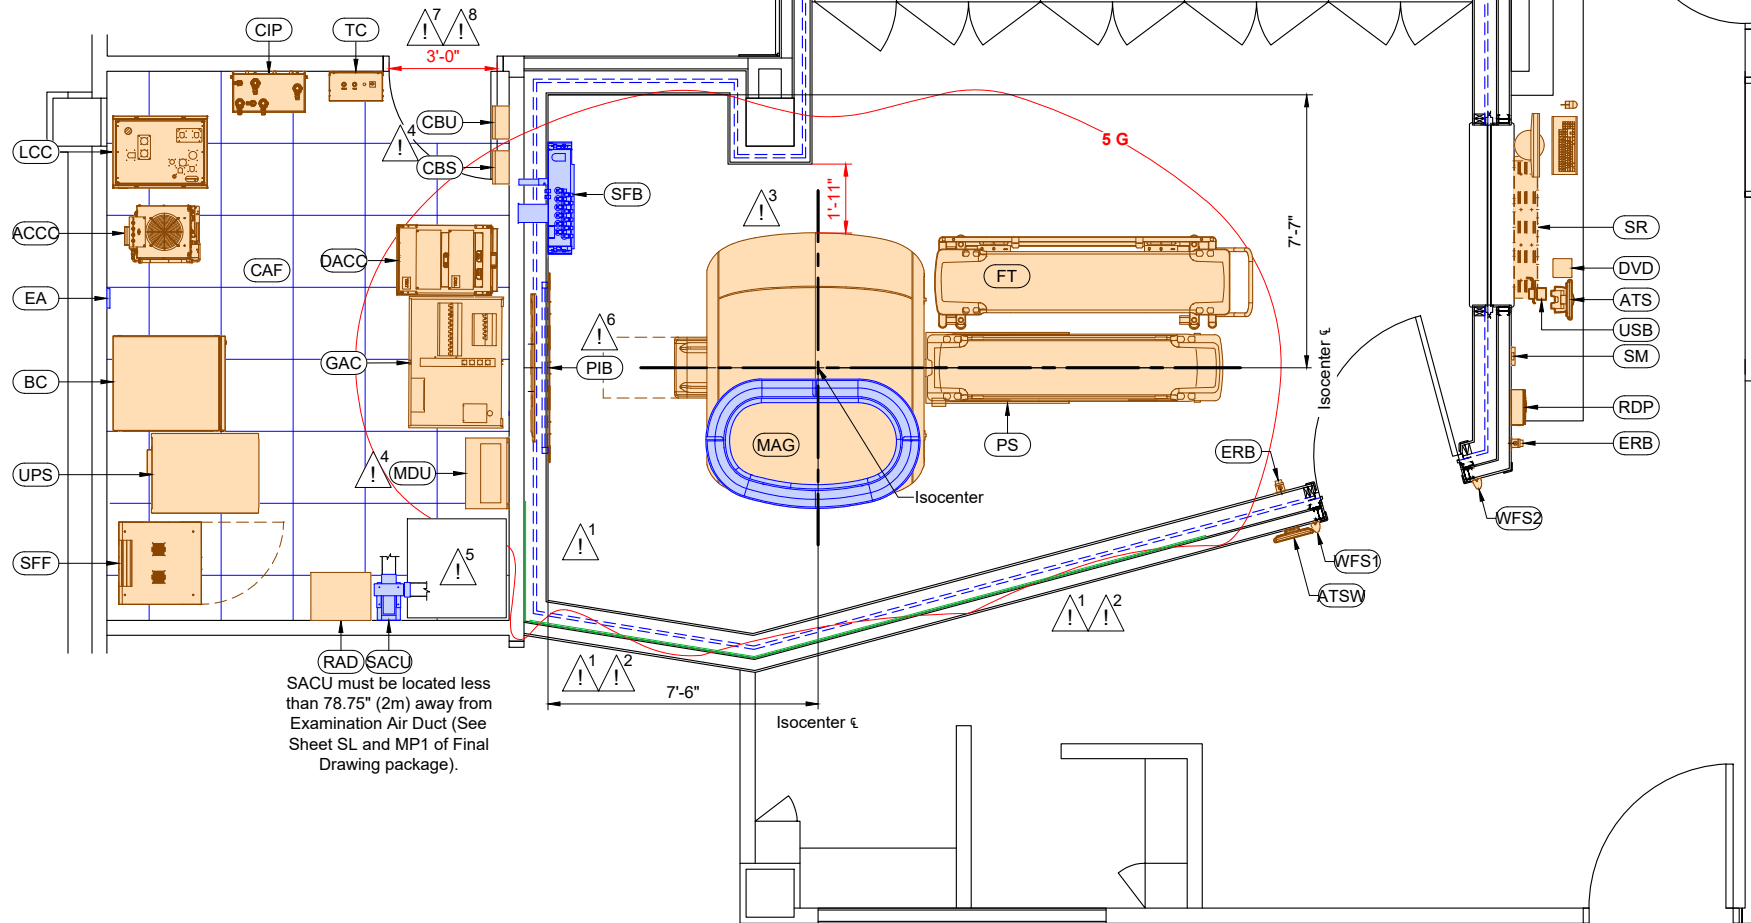 CIP
TC
! 7
! 8
3'-0"
CBU
! 4
CBS
LCC
5 G
SFB
! 3
1'-11"
7'-7"
ACCC
CAF
DACC
FT
SR
DVD
ATS
USB
EA
! 6
PIB
GAC
Isocenter ℄
SM
BC
RDP
MAG
PS
ERB
ERB
UPS
! 4
MDU
Isocenter
WFS2
! 1
SFF
! 5
WFS1
ATSW
! 1
! 2
RAD
SACU
! 1
! 2
7'-6"
Isocenter ℄
SACU must be located less
than 78.75" (2m) away from
Examination Air Duct (See
Sheet SL and MP1 of Final
Drawing package).